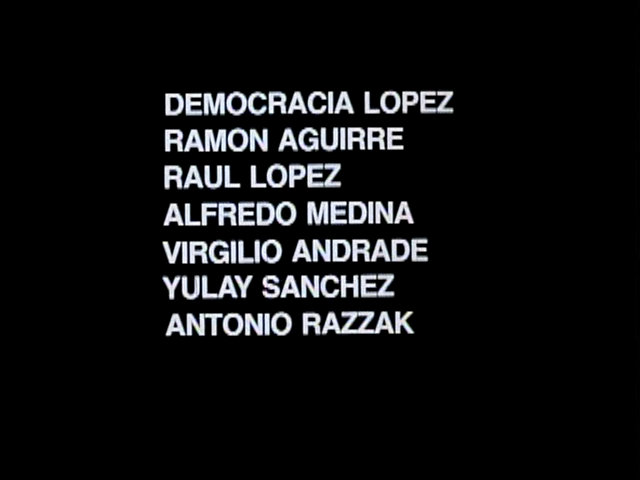 DEMOCRACIA LOPEZ
RAMON AGUIRRE
RAUL LOPEZ
ALFREDO MEDINA
VIRGILIO ANDRADE
YULAY SANCHEZ
ANTONIO RAZZAK